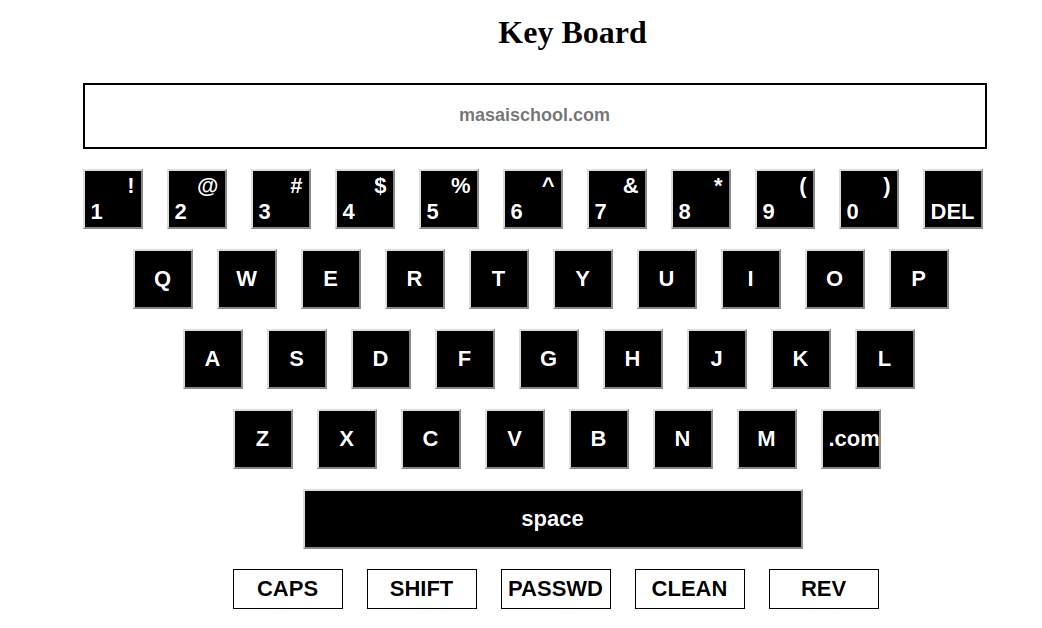 Key Board
masaischool.com
! @ # $ % ^ & * ( )
1 2 3 4 5 6 7 8 9 0 DEL
Q W E R T Y U I O P
A S D F G H J K L
Z X C V B N M .com
space
CAPS SHIFT PASSWD CLEAN REV